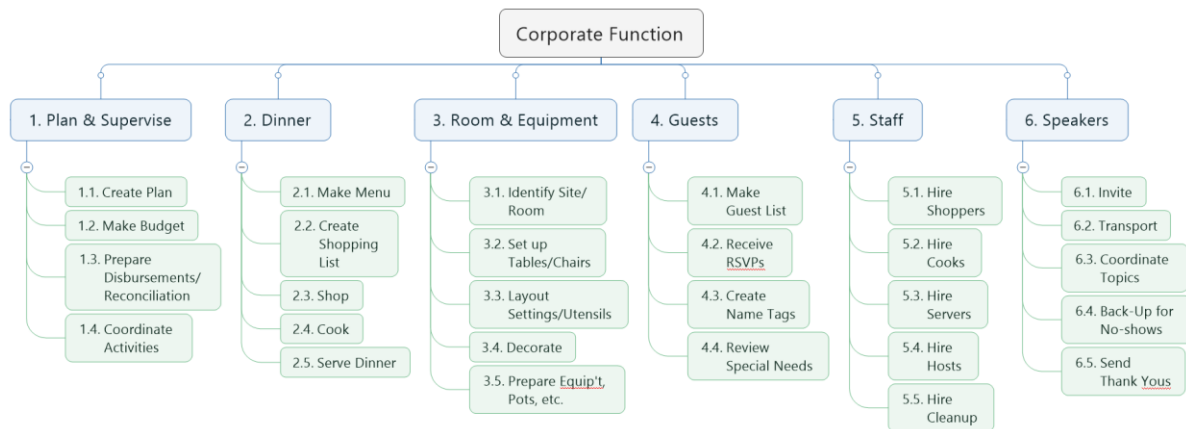 Corporate Function
1. Plan & Supervise
1.1. Create Plan
1.2. Make Budget
1.3. Prepare
Disbursements/
Reconciliation
1.4. Coordinate
Activities
2. Dinner
2.1. Make Menu
2.2. Create
Shopping
List
2.3. Shop
2.4. Cook
2.5. Serve Dinner
3. Room & Equipment
3.1. Identify Site/
Room
3.2. Set up
Tables/Chairs
3.3. Layout
Settings/Utensils
3.4. Decorate
3.5. Prepare Equip't,
Pots, etc.
4. Guests
4.1. Make
Guest List
4.2. Receive
RSVPs
4.3. Create
Name Tags
4.4. Review
Special Needs
5. Staff
5.1. Hire
Shoppers
5.2. Hire
Cooks
5.3. Hire
Servers
5.4. Hire
Hosts
5.5. Hire
Cleanup
6. Speakers
6.1. Invite
6.2. Transport
6.3. Coordinate
Topics
6.4. Back-Up for
No-shows
6.5. Send
Thank Yous